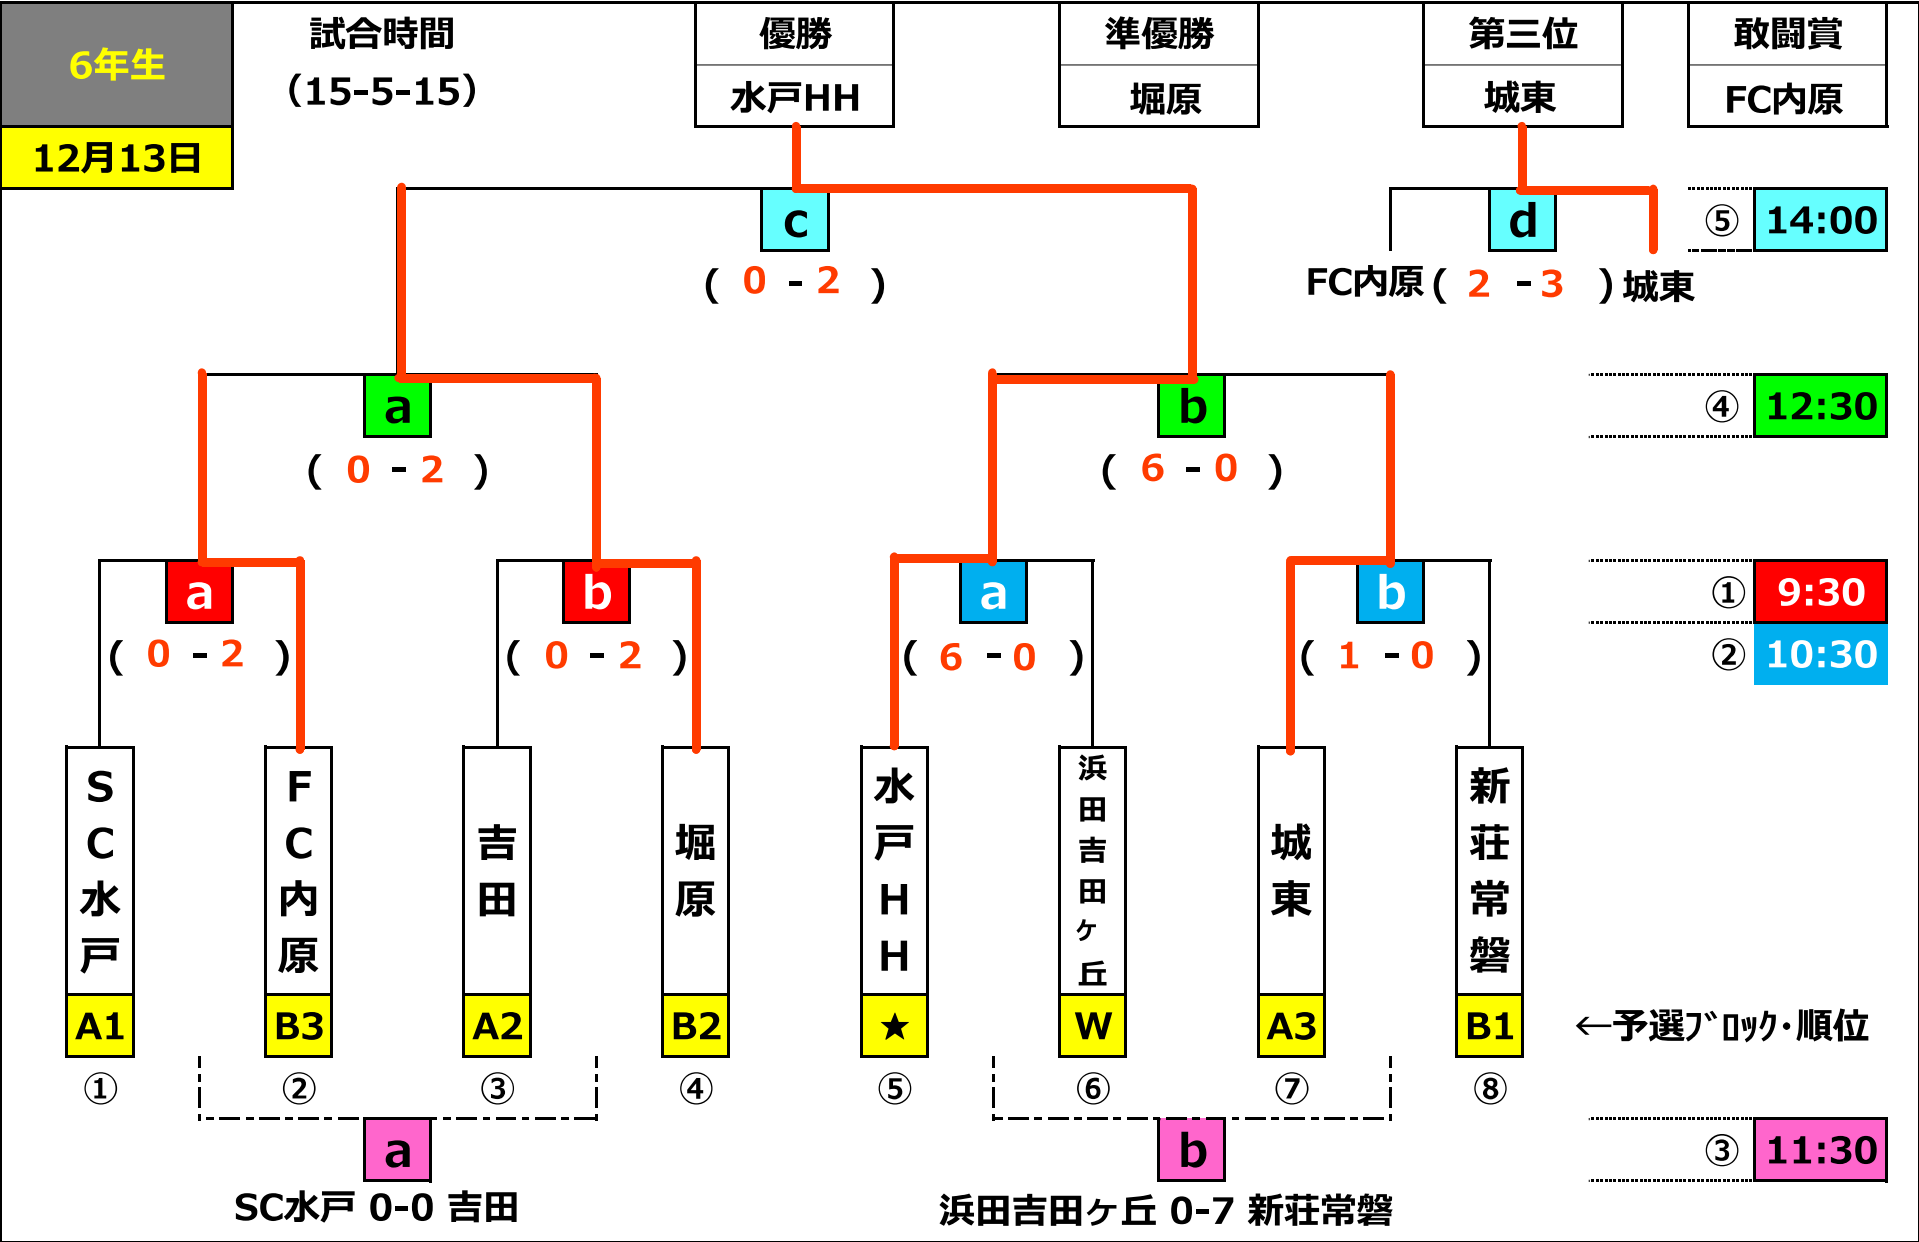 6年生
12月13日
試合時間
（15-5-15）
優勝
水戸HH
準優勝
堀原
第三位
城東
敢闘賞
FC内原
c
( 0 - 2 )
d
FC内原 ( 2 - 3 ) 城東
⑤ 14:00
a
( 0 - 2 )
b
( 6 - 0 )
④ 12:30
a
( 0 - 2 )
b
( 0 - 2 )
a
( 6 - 0 )
b
( 1 - 0 )
① 9:30
② 10:30
SC水戸
FC内原
吉田
堀原
水戸HH
浜田吉田ヶ丘
城東
新荘常磐
A1 B3 A2 B2 ★ W A3 B1
←予選ﾌﾞﾛｯｸ・順位
① ② ③ ④ ⑤ ⑥ ⑦ ⑧
a
SC水戸 0-0 吉田
b
浜田吉田ヶ丘 0-7 新荘常磐
③ 11:30